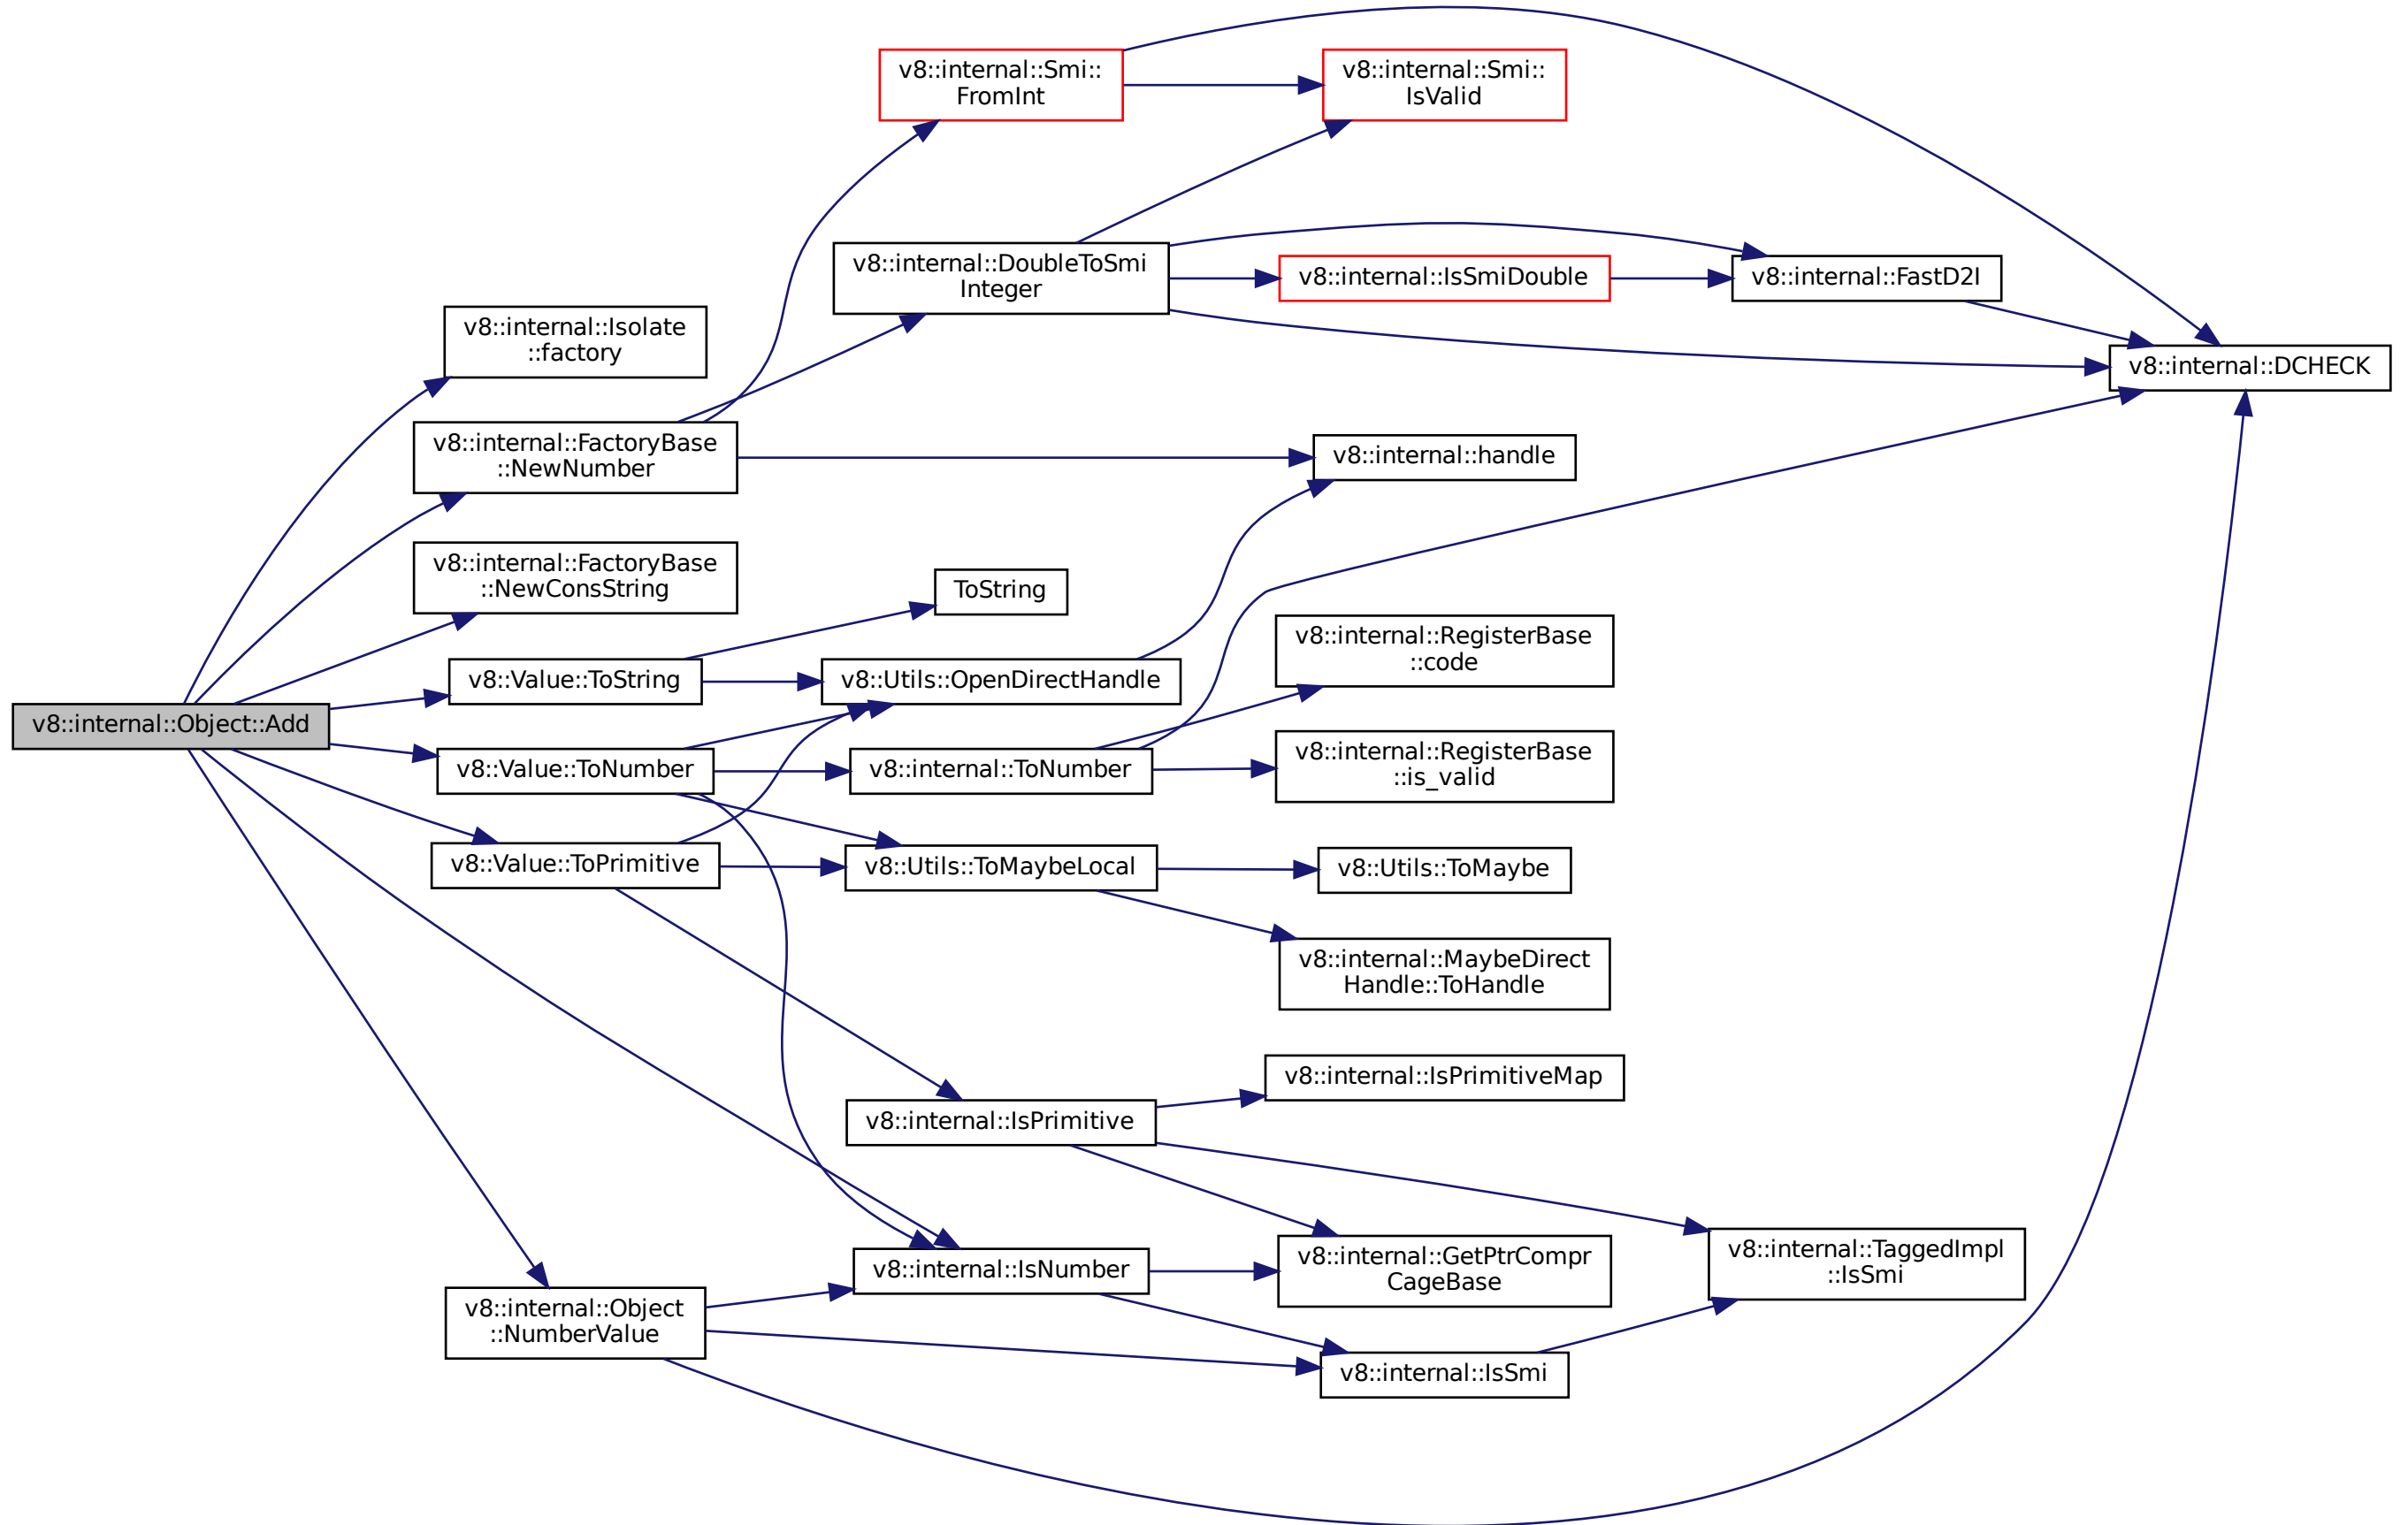 v8::internal::Smi::
FromInt
v8::internal::Smi::
IsValid
v8::internal::DoubleToSmi
Integer
v8::internal::IsSmiDouble
v8::internal::FastD2I
v8::internal::Isolate
::factory
v8::internal::DCHECK
v8::internal::FactoryBase
::NewNumber
v8::internal::handle
v8::internal::FactoryBase
::NewConsString
ToString
v8::internal::RegisterBase
::code
v8::Value::ToString
v8::Utils::OpenDirectHandle
v8::internal::Object::Add
v8::Value::ToNumber
v8::internal::ToNumber
v8::internal::RegisterBase
::is_valid
v8::Value::ToPrimitive
v8::Utils::ToMaybeLocal
v8::Utils::ToMaybe
v8::internal::MaybeDirect
Handle::ToHandle
v8::internal::IsPrimitiveMap
v8::internal::IsPrimitive
v8::internal::TaggedImpl
::IsSmi
v8::internal::IsNumber
v8::internal::GetPtrCompr
CageBase
v8::internal::Object
::NumberValue
v8::internal::IsSmi